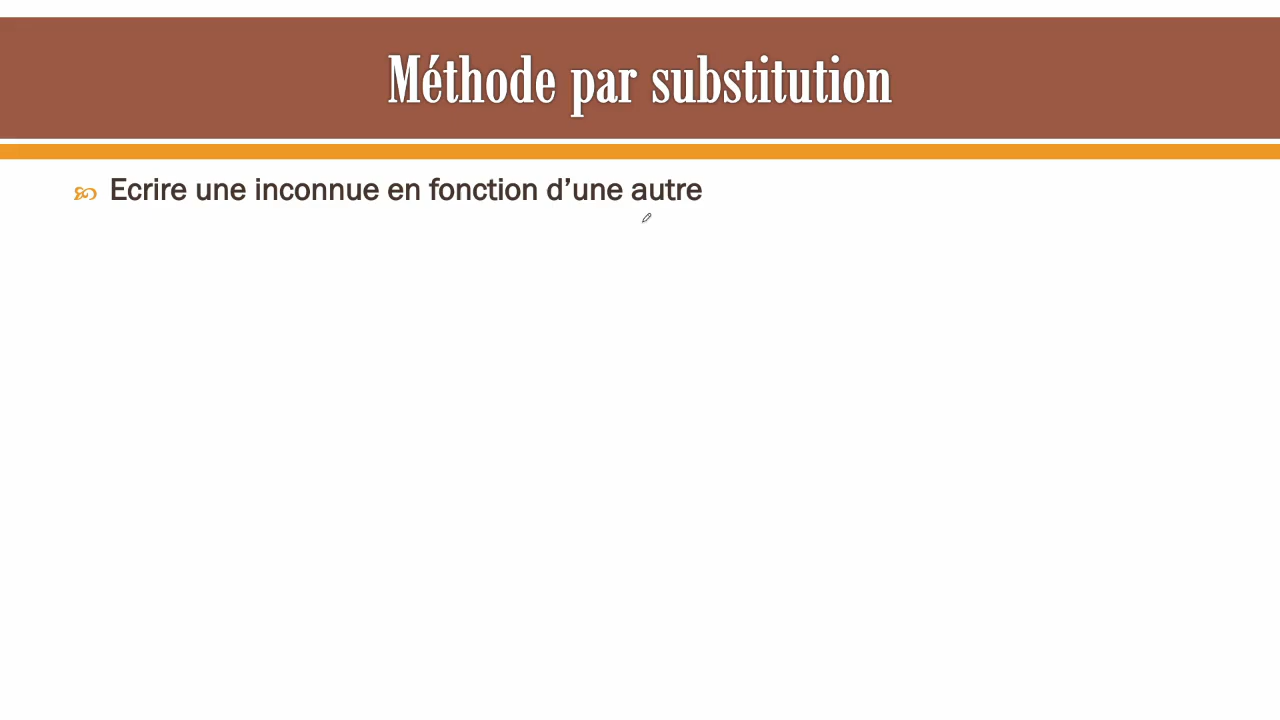 Méthode par substitution
Ecrire une inconnue en fonction d’une autre